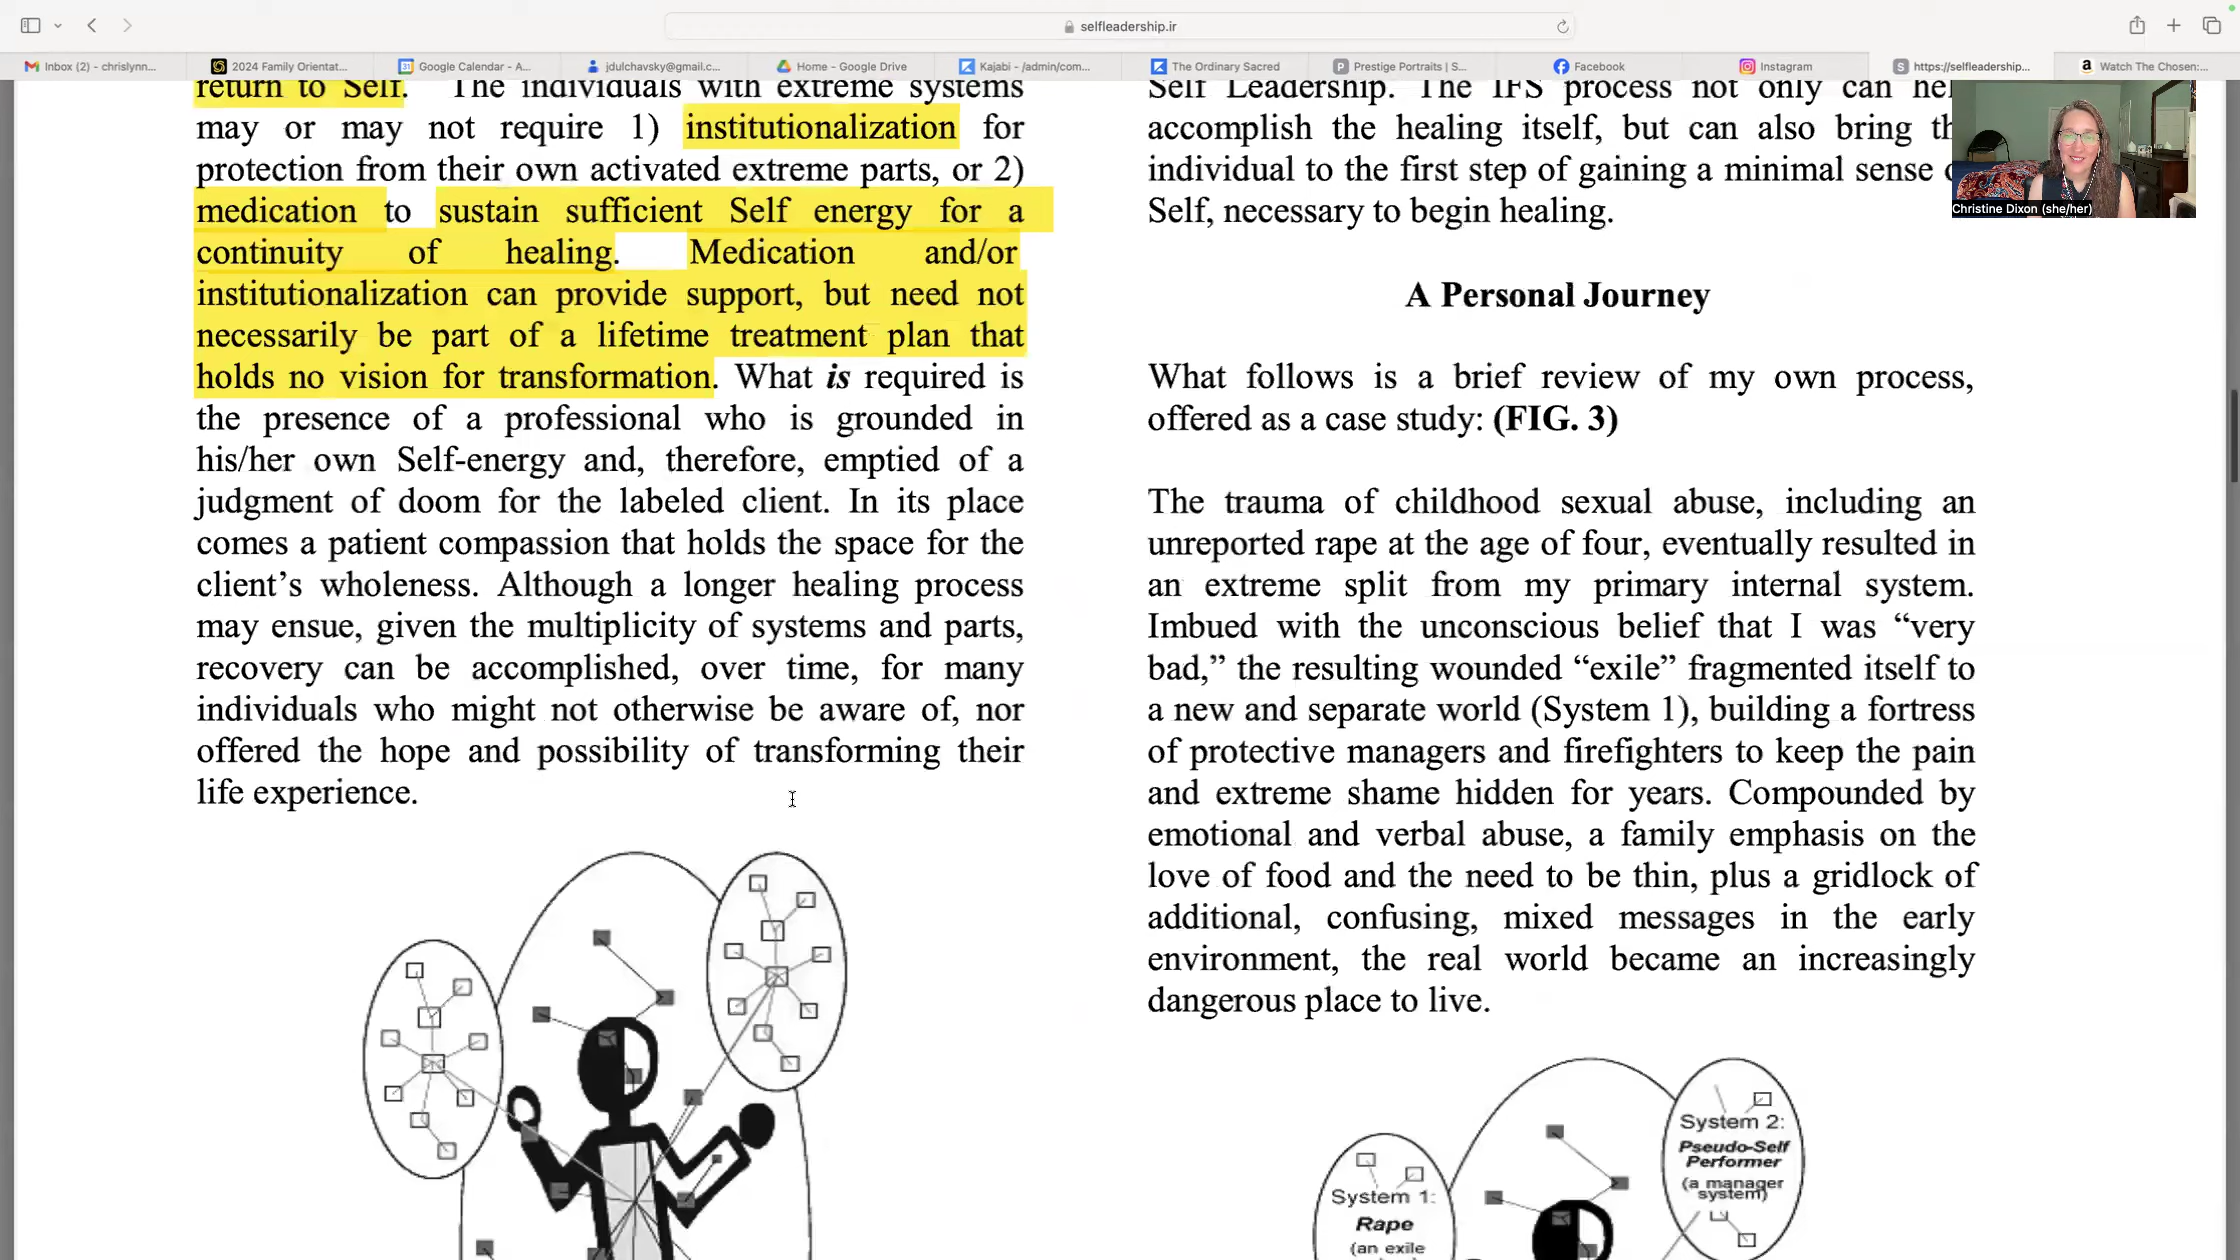 selfleadership.ir
Inbox (2) - chrislynn...
2024 Family Orientat...
Google Calendar - A...
jdulchavsky@gmail.c...
Home - Google Drive
Kajabi - /admin/com...
The Ordinary Sacred
Prestige Portraits | S...
Facebook
Instagram
https://selfleadership...
Watch The Chosen:...
return to Self. The individuals with extreme systems
may or may not require 1) institutionalization for
protection from their own activated extreme parts, or 2)
medication to sustain sufficient Self energy for a
continuity of healing. Medication and/or
institutionalization can provide support, but need not
necessarily be part of a lifetime treatment plan that
holds no vision for transformation. What is required is
the presence of a professional who is grounded in
his/her own Self-energy and, therefore, emptied of a
judgment of doom for the labeled client. In its place
comes a patient compassion that holds the space for the
client's wholeness. Although a longer healing process
may ensue, given the multiplicity of systems and parts,
recovery can be accomplished, over time, for many
individuals who might not otherwise be aware of, nor
offered the hope and possibility of transforming their
life experience.
Self Leadership. The IFS process not only can hel
accomplish the healing itself, but can also bring th
individual to the first step of gaining a minimal sense
Self, necessary to begin healing.
A Personal Journey
What follows is a brief review of my own process,
offered as a case study: (FIG. 3)
The trauma of childhood sexual abuse, including an
unreported rape at the age of four, eventually resulted in
an extreme split from my primary internal system.
Imbued with the unconscious belief that I was “very
bad,” the resulting wounded “exile” fragmented itself to
a new and separate world (System 1), building a fortress
of protective managers and firefighters to keep the pain
and extreme shame hidden for years. Compounded by
emotional and verbal abuse, a family emphasis on the
love of food and the need to be thin, plus a gridlock of
additional, confusing, mixed messages in the early
environment, the real world became an increasingly
dangerous place to live.
System 2:
Pseudo-Self
Performer
(a manager
system)
System 1:
Rape
(an exile
Christine Dixon (she/her)